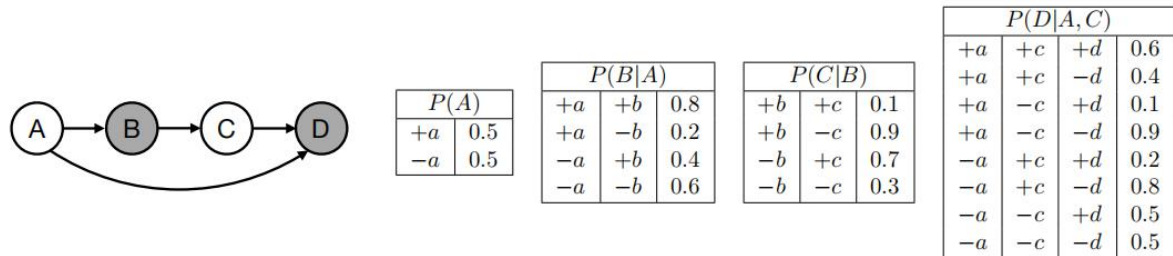 A B C D
P(A)
+a 0.5
−a 0.5
P(B|A)
+a +b 0.8
+a −b 0.2
−a +b 0.4
−a −b 0.6
P(C|B)
+b +c 0.1
+b −c 0.9
−b +c 0.7
−b −c 0.3
P(D|A, C)
+a +c +d 0.6
+a +c −d 0.4
+a −c +d 0.1
+a −c −d 0.9
−a +c +d 0.2
−a +c −d 0.8
−a −c +d 0.5
−a −c −d 0.5